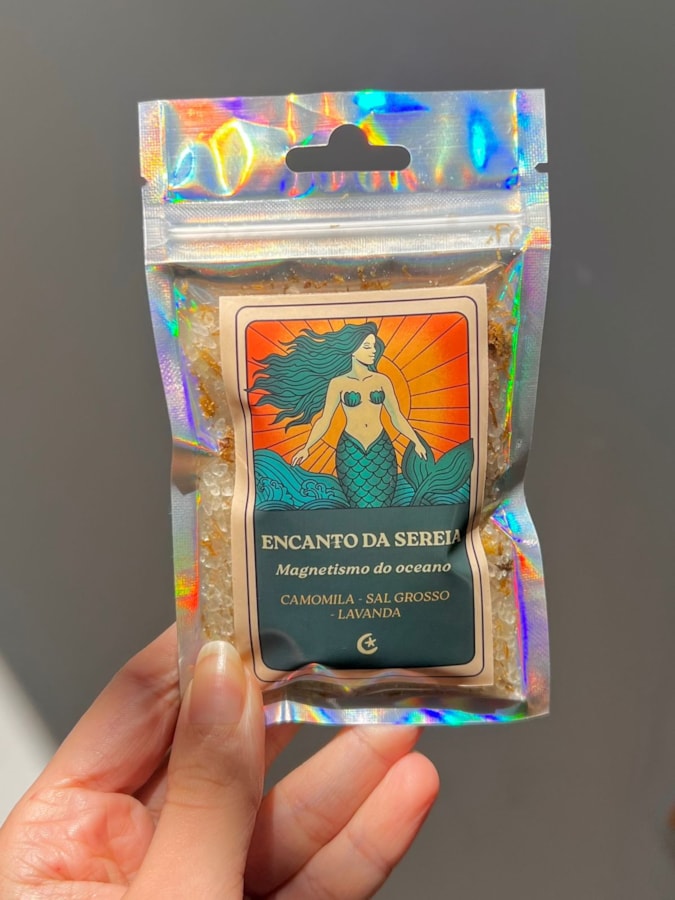 ENCANTO DA SEREIA
Magnetismo do oceano
CAMOMILA - SAL GROSSO
- LAVANDA